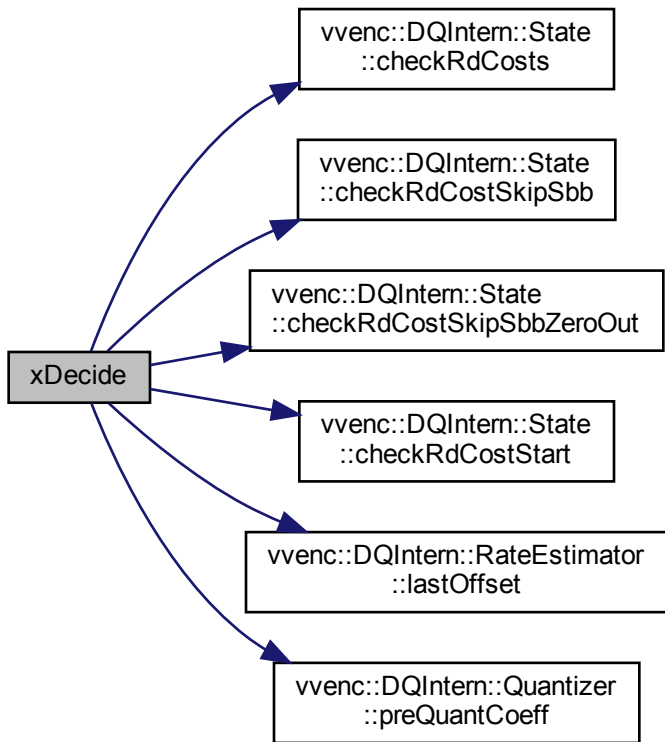 vvenc::DQIntern::State
::checkRdCosts
vvenc::DQIntern::State
::checkRdCostSkipSbb
vvenc::DQIntern::State
::checkRdCostSkipSbbZeroOut
xDecide
vvenc::DQIntern::State
::checkRdCostStart
vvenc::DQIntern::RateEstimator
::lastOffset
vvenc::DQIntern::Quantizer
::preQuantCoeff